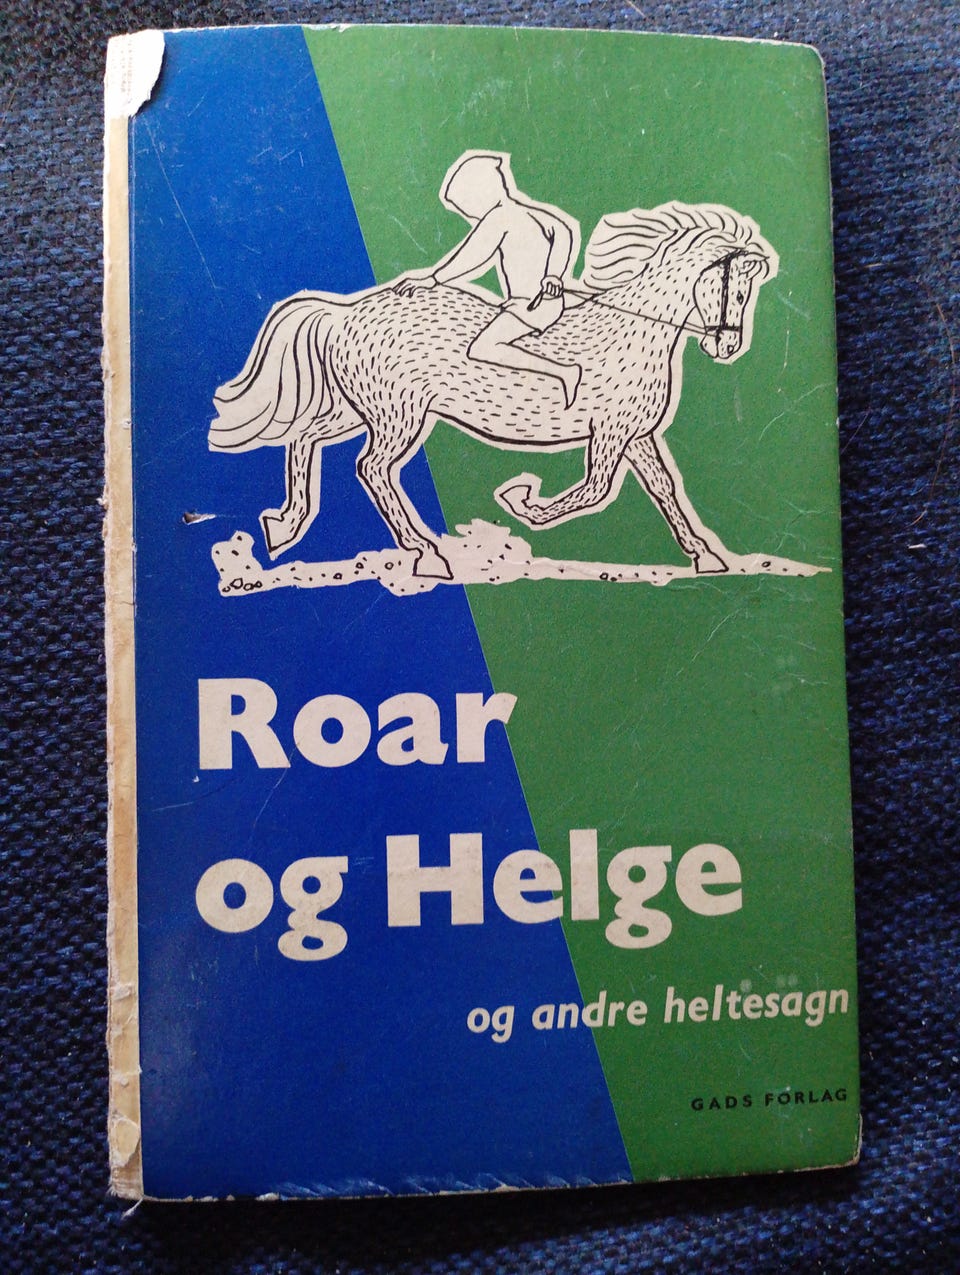 Roar
og Helge
og andre heltesagn
GADS FORLAG